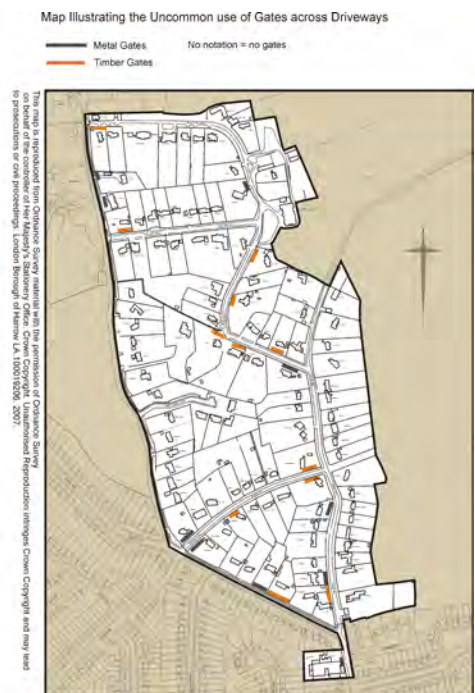 Map Illustrating the Uncommon use of Gates across Driveways
Metal Gates
No notation = no gates
Timber Gates
This map is reproduced from Ordnance Survey material with the permission of Ordnance Survey
on behalf of the controller of Her Majesty's Stationery Office. Crown Copyright. Unauthorised Reproduction infringes Crown Copyright and may lead
to prosecutions or civil proceedings. London Borough of Harrow LA.100019206. 2007.